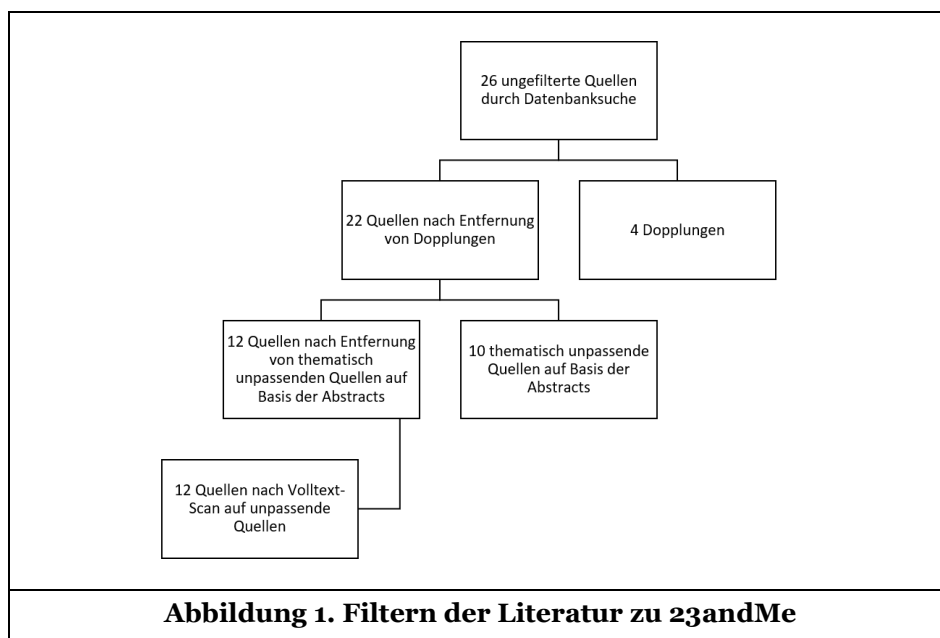 26 ungefilterte Quellen
durch Datenbanksuche
22 Quellen nach Entfernung
von Dopplungen
4 Dopplungen
12 Quellen nach Entfernung
von thematisch
unpassenden Quellen auf
Basis der Abstracts
10 thematisch unpassende
Quellen auf Basis der
Abstracts
12 Quellen nach Volltext-
Scan auf unpassende
Quellen
Abbildung 1. Filtern der Literatur zu 23andMe